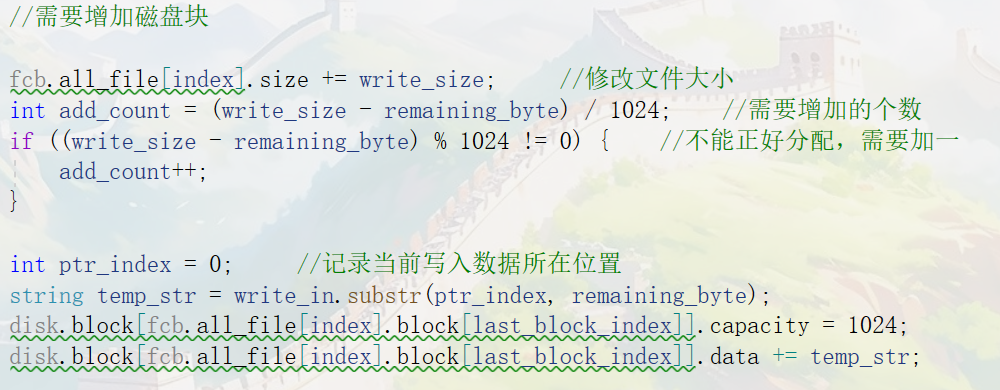 //需要增加磁盘块
fcb.all_file[index].size += write_size; //修改文件大小
int add_count = (write_size - remaining_byte) / 1024; //需要增加的个数
if ((write_size - remaining_byte) % 1024 != 0) { //不能正好分配，需要加一
add_count++;
}
int ptr_index = 0; //记录当前写入数据所在位置
string temp_str = write_in.substr(ptr_index, remaining_byte);
disk.block[fcb.all_file[index].block[last_block_index]].capacity = 1024;
disk.block[fcb.all_file[index].block[last_block_index]].data += temp_str;